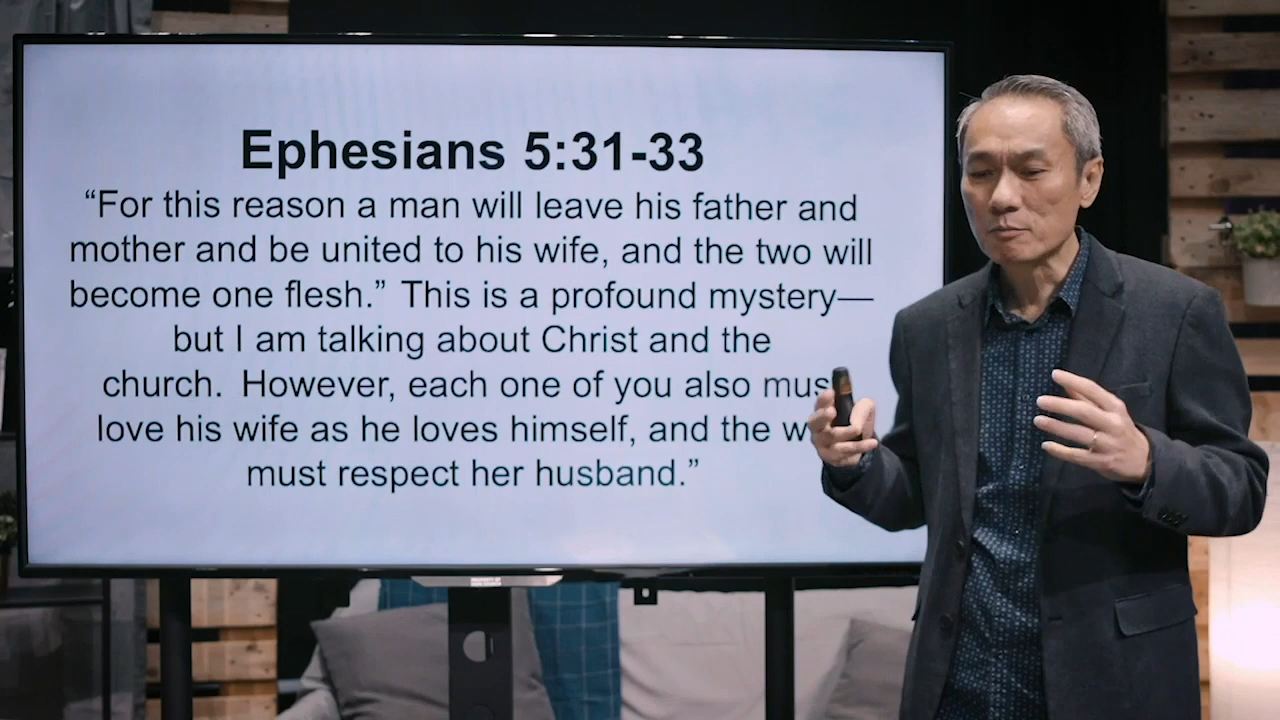 Ephesians 5:31-33
“For this reason a man will leave his father and
mother and be united to his wife, and the two will
become one flesh.” This is a profound mystery—
but I am talking about Christ and the
church. However, each one of you also mus
love his wife as he loves himself, and the w
must respect her husband.”